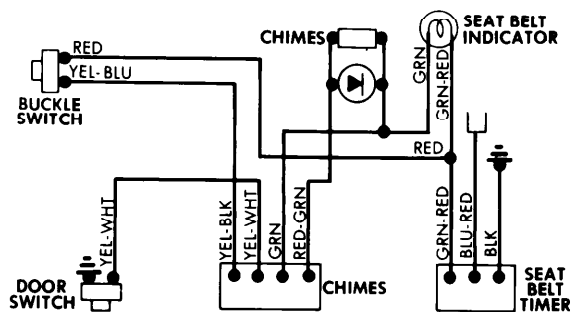 SEAT BELT
INDICATOR
CHIMES
RED
YEL-BLU
BUCKLE
SWITCH
GRN
GRN-RED
RED
YEL-WHT
YEL-BLK
YEL-WHT
GRN
RED-GRN
GRN-RED
BLU-RED
BLK
DOOR
SWITCH
CHIMES
SEAT
BELT
TIMER